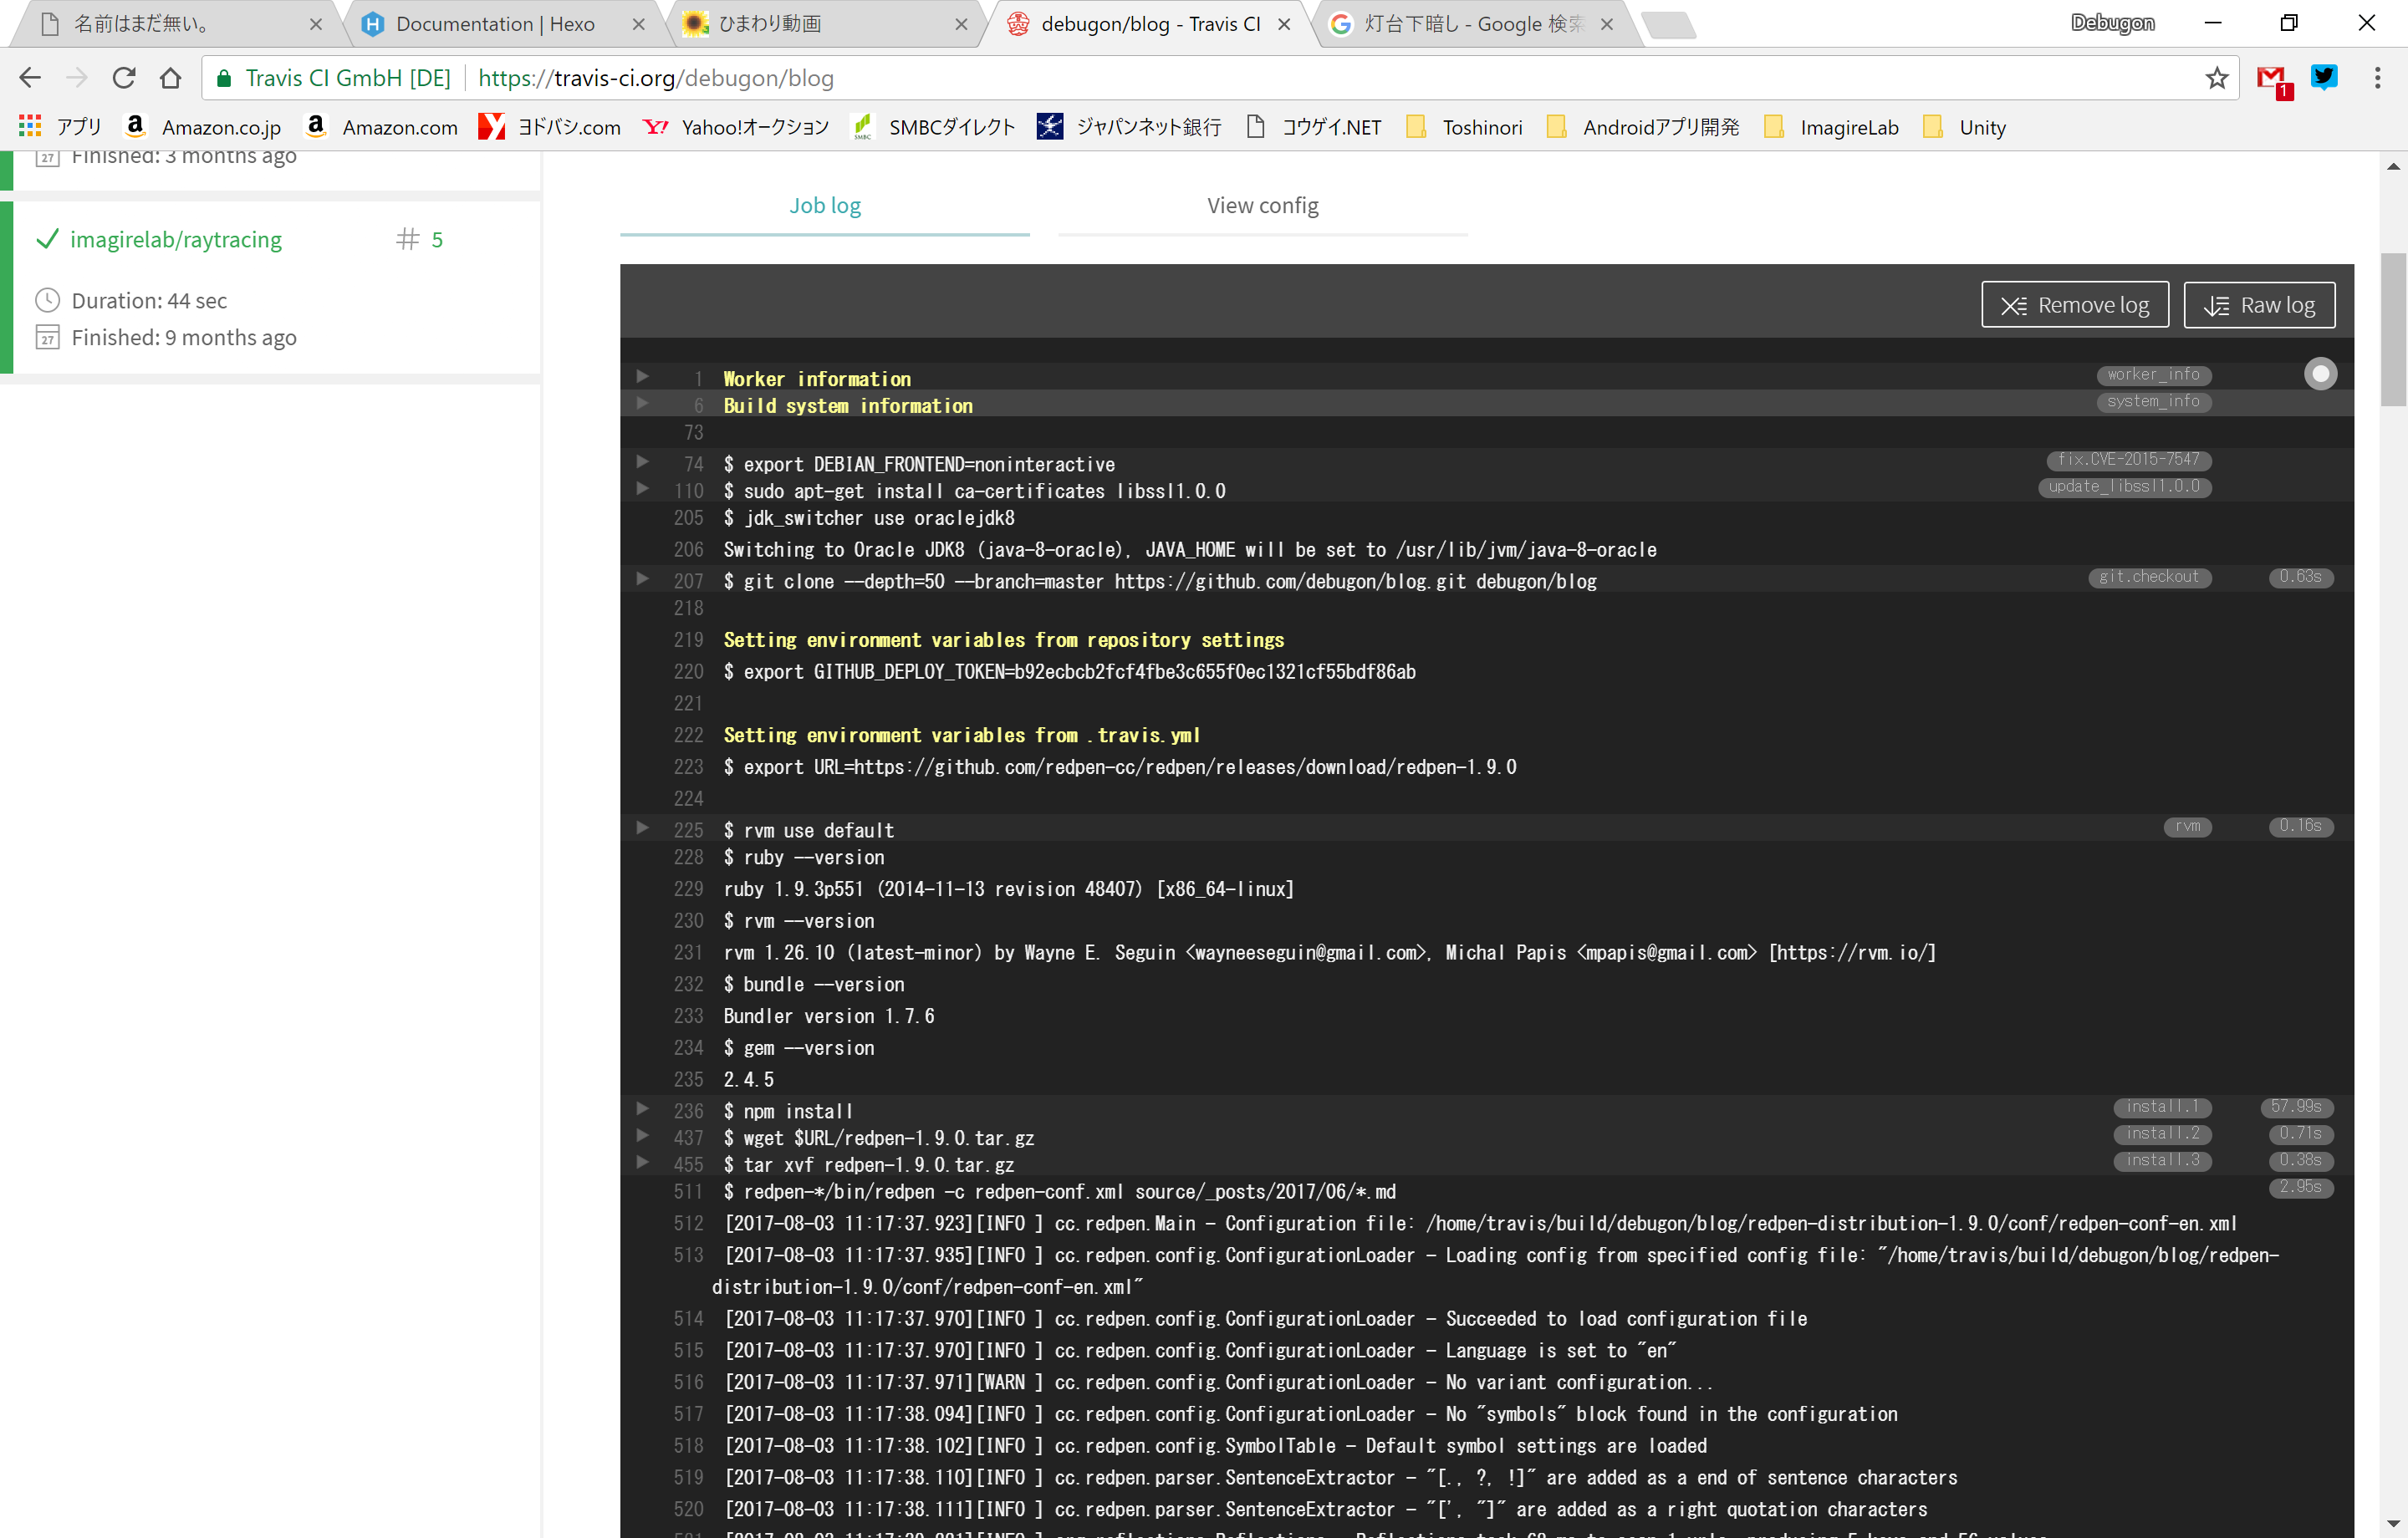 名前はまだ無い。
Documentation | Hexo
ひまわり動画
debugon/blog - Travis CI
灯台下暗し - Google 検索
Debugon
Travis CI GmbH [DE]
https://travis-ci.org/debugon/blog
1
アプリ
Amazon.co.jp
Amazon.com
ヨドバシ.com
Yahoo!オークション
SMBCダイレクト
ジャパンネット銀行
コウゲイ.NET
Toshinori
Androidアプリ開発
ImagireLab
Unity
Finished: 3 months ago
imagirelab/raytracing # 5
Duration: 44 sec
Finished: 9 months ago
Job log
View config
Remove log
Raw log
1 Worker information worker_info
6 Build system information system_info
73
74 $ export DEBIAN_FRONTEND=noninteractive fix.CVE-2015-7547
110 $ sudo apt-get install ca-certificates libssl1.0.0 update_libssl1.0.0
205 $ jdk_switcher use oraclejdk8
206 Switching to Oracle JDK8 (java-8-oracle), JAVA_HOME will be set to /usr/lib/jvm/java-8-oracle
207 $ git clone --depth=50 --branch=master https://github.com/debugon/blog.git debugon/blog git.checkout 0.63s
218
219 Setting environment variables from repository settings
220 $ export GITHUB_DEPLOY_TOKEN=b92ecbcb2fcf4fbe3c655f0ec1321cf55bdf86ab
221
222 Setting environment variables from .travis.yml
223 $ export URL=https://github.com/redpen-cc/redpen/releases/download/redpen-1.9.0
224
225 $ rvm use default rvm 0.16s
228 $ ruby --version
229 ruby 1.9.3p551 (2014-11-13 revision 48407) [x86_64-linux]
230 $ rvm --version
231 rvm 1.26.10 (latest-minor) by Wayne E. Seguin <wayneeseguin@gmail.com>, Michal Papis <mpapis@gmail.com> [https://rvm.io/]
232 $ bundle --version
233 Bundler version 1.7.6
234 $ gem --version
235 2.4.5
236 $ npm install install.1 57.99s
437 $ wget $URL/redpen-1.9.0.tar.gz install.2 0.71s
455 $ tar xvf redpen-1.9.0.tar.gz install.3 0.38s
511 $ redpen-*/bin/redpen -c redpen-conf.xml source/_posts/2017/06/*.md 2.95s
512 [2017-08-03 11:17:37.923][INFO ] cc.redpen.Main - Configuration file: /home/travis/build/debugon/blog/redpen-distribution-1.9.0/conf/redpen-conf-en.xml
513 [2017-08-03 11:17:37.935][INFO ] cc.redpen.config.ConfigurationLoader - Loading config from specified config file: "/home/travis/build/debugon/blog/redpen-
distribution-1.9.0/conf/redpen-conf-en.xml"
514 [2017-08-03 11:17:37.970][INFO ] cc.redpen.config.ConfigurationLoader - Succeeded to load configuration file
515 [2017-08-03 11:17:37.970][INFO ] cc.redpen.config.ConfigurationLoader - Language is set to "en"
516 [2017-08-03 11:17:37.971][WARN ] cc.redpen.config.ConfigurationLoader - No variant configuration...
517 [2017-08-03 11:17:38.094][INFO ] cc.redpen.config.ConfigurationLoader - No "symbols" block found in the configuration
518 [2017-08-03 11:17:38.102][INFO ] cc.redpen.config.SymbolTable - Default symbol settings are loaded
519 [2017-08-03 11:17:38.110][INFO ] cc.redpen.parser.SentenceExtractor - "[., ?, !]" are added as a end of sentence characters
520 [2017-08-03 11:17:38.111][INFO ] cc.redpen.parser.SentenceExtractor - "[', "]" are added as a right quotation characters